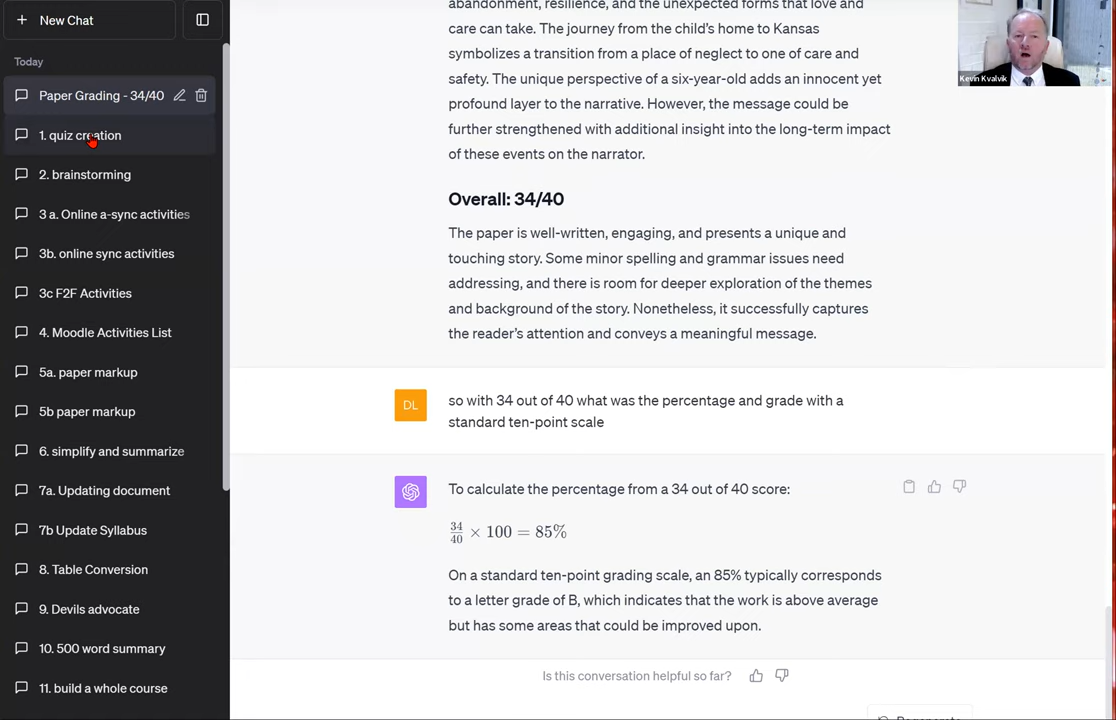 New Chat
Today
Paper Grading - 34/40
1. quiz creation
2. brainstorming
3 a. Online a-sync activities
3b. online sync activities
3c F2F Activities
4. Moodle Activities List
5a. paper markup
5b paper markup
6. simplify and summarize
7a. Updating document
7b Update Syllabus
8. Table Conversion
9. Devils advocate
10. 500 word summary
11. build a whole course
abandonment, resilience, and the unexpected forms that love and
care can take. The journey from the child's home to Kansas
symbolizes a transition from a place of neglect to one of care and
safety. The unique perspective of a six-year-old adds an innocent yet
profound layer to the narrative. However, the message could be
further strengthened with additional insight into the long-term impact
of these events on the narrator.
Overall: 34/40
The paper is well-written, engaging, and presents a unique and
touching story. Some minor spelling and grammar issues need
addressing, and there is room for deeper exploration of the themes
and background of the story. Nonetheless, it successfully captures
the reader's attention and conveys a meaningful message.
DL
so with 34 out of 40 what was the percentage and grade with a
standard ten-point scale
To calculate the percentage from a 34 out of 40 score:
34/40 × 100 = 85%
On a standard ten-point grading scale, an 85% typically corresponds
to a letter grade of B, which indicates that the work is above average
but has some areas that could be improved upon.
Is this conversation helpful so far?
Regenerate
Kevin Kvalvik